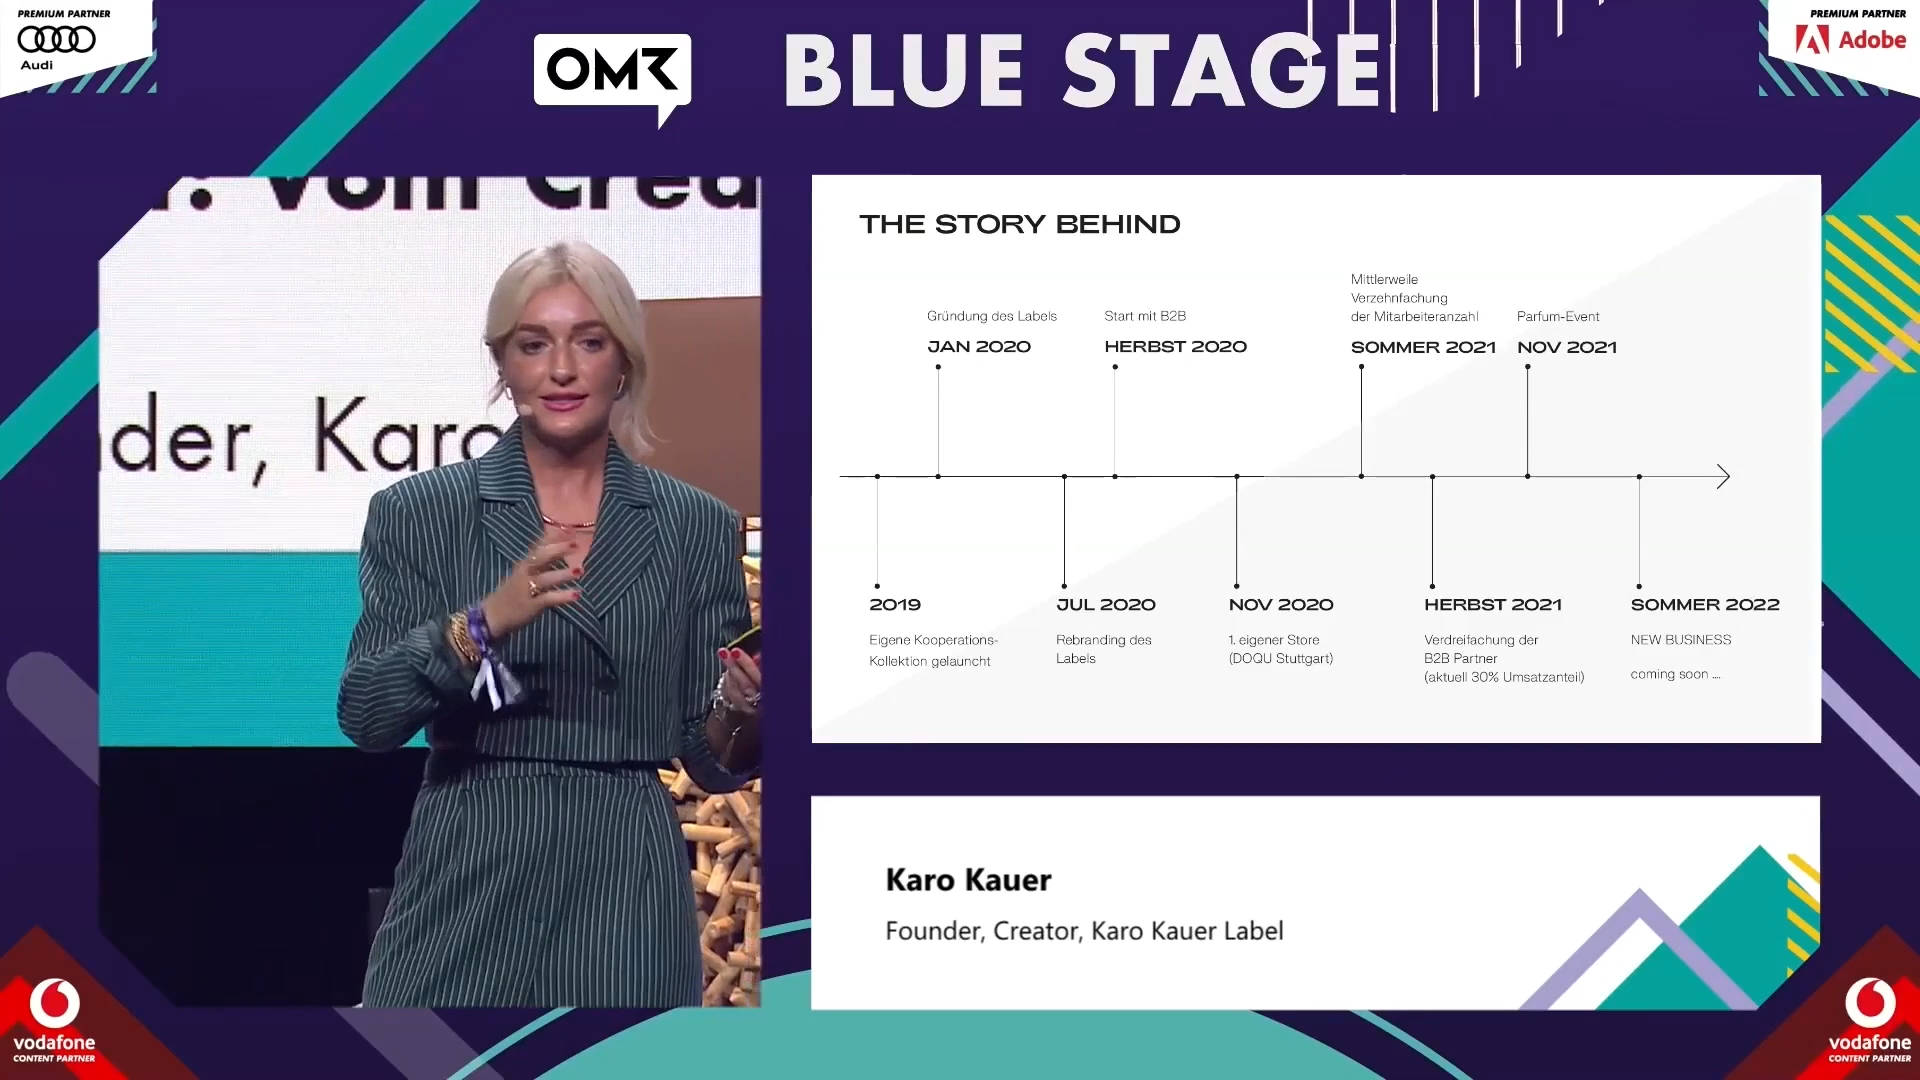 PREMIUM PARTNER
Audi
OMR
BLUE STAGE
PREMIUM PARTNER
Adobe
THE STORY BEHIND
Gründung des Labels
JAN 2020
Start mit B2B
HERBST 2020
Mittlerweile
Verzehnfachung
der Mitarbeiteranzahl
SOMMER 2021
Parfum-Event
NOV 2021
2019
Eigene Kooperations-
Kollektion gelauncht
JUL 2020
Rebranding des
Labels
NOV 2020
1. eigener Store
(DOQU Stuttgart)
HERBST 2021
Verdreifachung der
B2B Partner
(aktuell 30% Umsatzanteil)
SOMMER 2022
NEW BUSINESS
coming soon ....
: Vom Crea
der, Karo
Karo Kauer
Founder, Creator, Karo Kauer Label
vodafone
CONTENT PARTNER
vodafone
CONTENT PARTNER